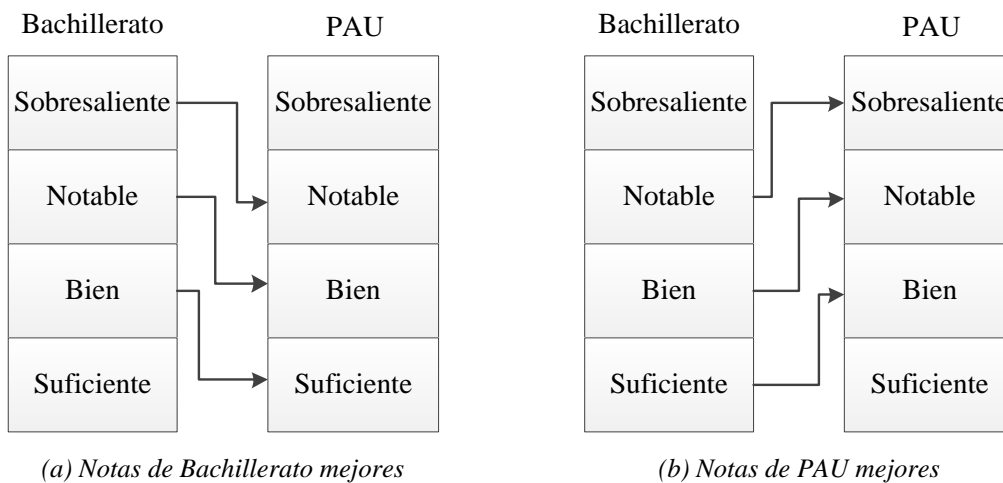 Bachillerato PAU
Sobresaliente Sobresaliente
Notable Notable
Bien Bien
Suficiente Suficiente
(a) Notas de Bachillerato mejores
Bachillerato PAU
Sobresaliente Sobresaliente
Notable Notable
Bien Bien
Suficiente Suficiente
(b) Notas de PAU mejores